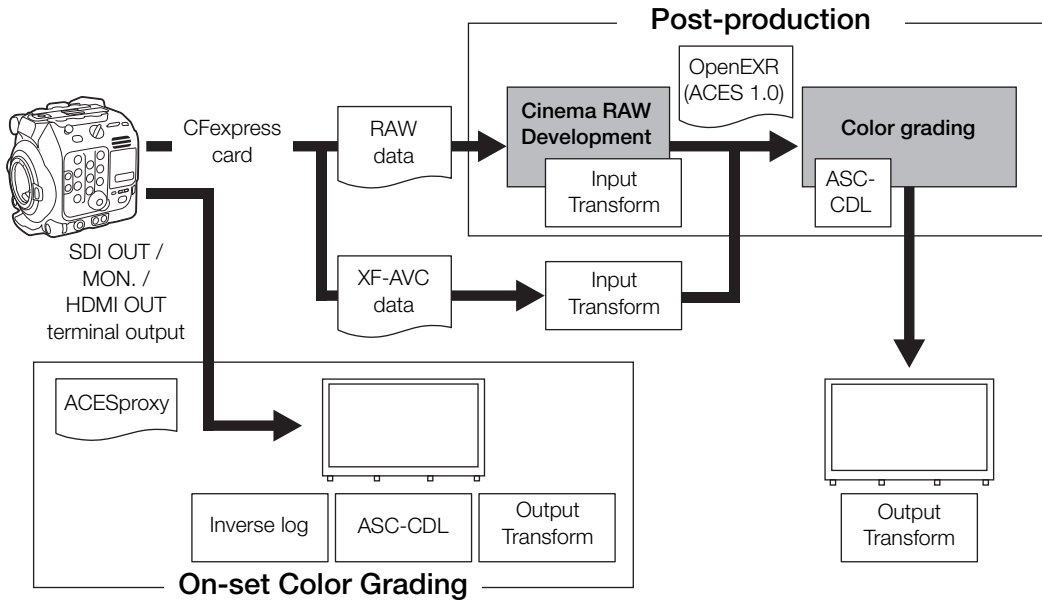 Post-production
OpenEXR
(ACES 1.0)
CFexpress
card
RAW
data
Cinema RAW
Development
Input
Transform
Color grading
ASC-
CDL
SDI OUT /
MON. /
HDMI OUT
terminal output
XF-AVC
data
Input
Transform
ACESproxy
Inverse log
ASC-CDL
Output
Transform
Output
Transform
On-set Color Grading